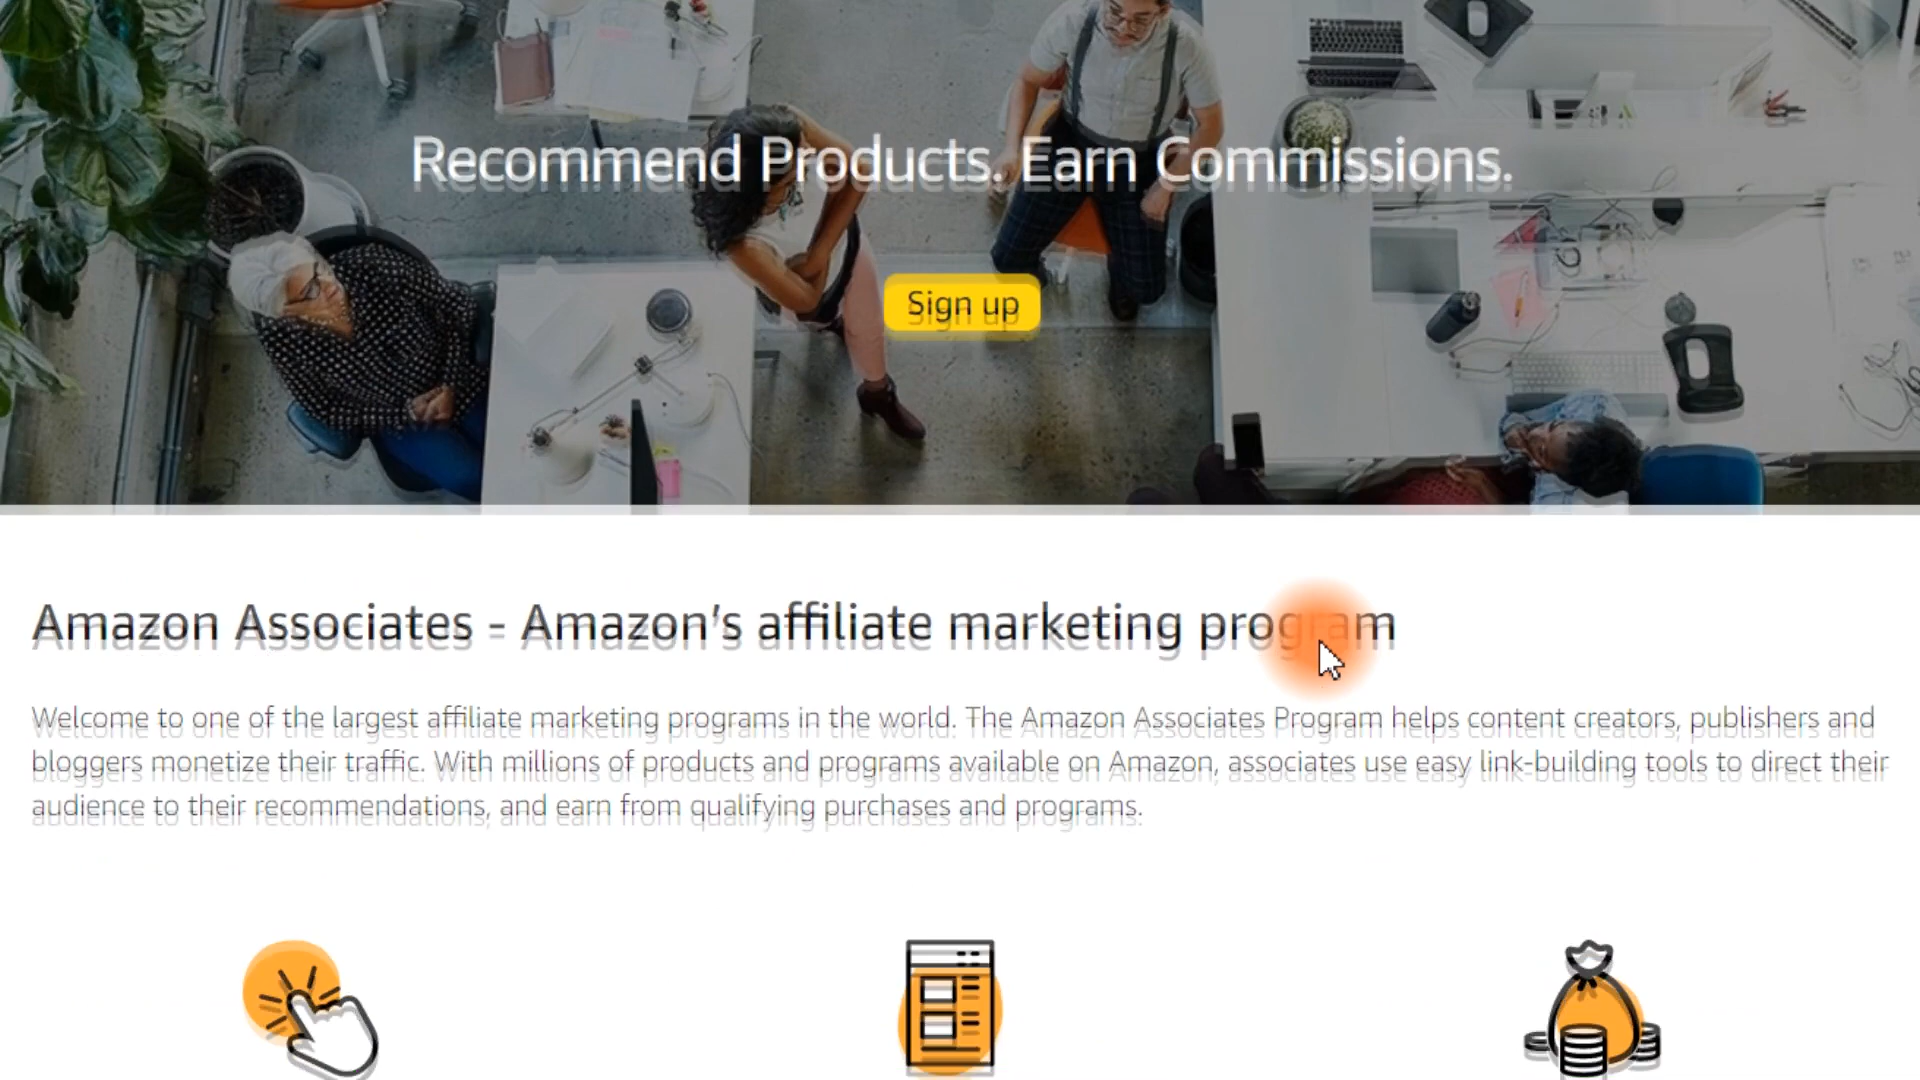 Recommend Products. Earn Commissions.
Sign up
Amazon Associates - Amazon's affiliate marketing program
Welcome to one of the largest affiliate marketing programs in the world. The Amazon Associates Program helps content creators, publishers and
bloggers monetize their traffic. With millions of products and programs available on Amazon, associates use easy link-building tools to direct their
audience to their recommendations, and earn from qualifying purchases and programs.